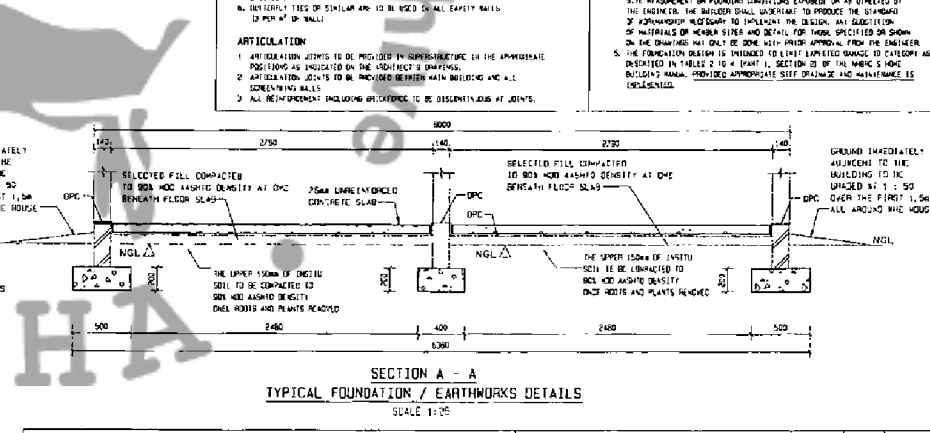 6. BUTTERFLY TIES OR SIMILAR ARE TO BE USED IN ALL CAVITY WALLS
(3 PER m² OF WALL)
ARTICULATION
1 ARTICULATION JOINTS TO BE PROVIDED IN SUPERSTRUCTURE IN THE APPROXIMATE
POSITIONS AS INDICATED ON THE ARCHITECT'S DRAWINGS.
2 ARTICULATION JOINTS TO BE PROVIDED BETWEEN MAIN BUILDING AND ALL
SCREENING WALLS
3 ALL REINFORCEMENT INCLUDING BRICKFORCE TO BE DISCONTINUOUS AT JOINTS.
THE ENGINEER. THE BUILDER SHALL UNDERTAKE TO PRODUCE THE STANDARD
OF WORKMANSHIP NECESSARY TO IMPLEMENT THE DESIGN. ANY SUBSTITUTION
OF MATERIALS OR MEMBER SIZES AND DETAIL FOR THOSE SPECIFIED OR SHOWN
ON THE DRAWINGS MAY ONLY BE DONE WITH PRIOR APPROVAL FROM THE ENGINEER.
5. THE FOUNDATION DESIGN IS INTENDED TO LIMIT EXPECTED DAMAGE TO CATEGORY AS
DESCRIBED IN TABLES 2 TO 4 (PART 1, SECTION 2) OF THE NHBRC'S HOME
BUILDING MANUAL PROVIDED APPROPRIATE SITE DRAINAGE AND MAINTENANCE IS
IMPLEMENTED.
6000
140 2790 140 2790 140
SELECTED FILL COMPACTED
TO 90% MOD AASHTO DENSITY AT OMC
BENEATH FLOOR SLAB
DPC
UNREINFORCED
CONCRETE SLAB
DPC
DPC
SELECTED FILL COMPACTED
TO 90% MOD AASHTO DENSITY AT OMC
BENEATH FLOOR SLAB
DPC
GROUND IMMEDIATELY
ADJACENT TO THE
BUILDING TO BE
GRADED AT 1 : 50
OVER THE FIRST 1,5m
ALL AROUND THE HOUSE
NGL
NGL
NGL
THE UPPER 150mm OF INSITU
SOIL TO BE COMPACTED TO
90% MOD AASHTO DENSITY
ONCE ROOTS AND PLANTS REMOVED
THE UPPER 150mm OF INSITU
SOIL TO BE COMPACTED TO
90% MOD AASHTO DENSITY
ONCE ROOTS AND PLANTS REMOVED
200
200
200
500 2480 400 2480 500
6360
SECTION A - A
TYPICAL FOUNDATION / EARTHWORKS DETAILS
SCALE 1:25